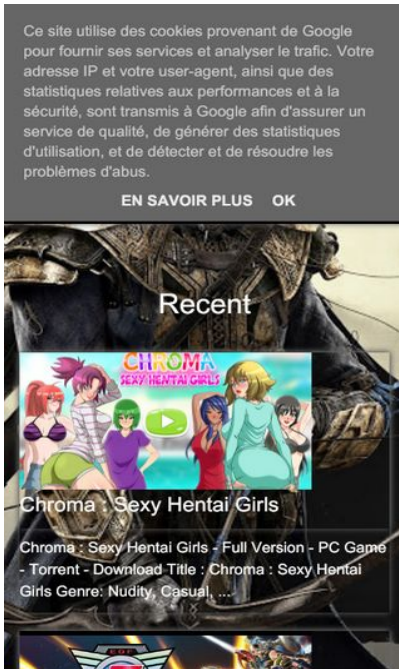 Ce site utilise des cookies provenant de Google
pour fournir ses services et analyser le trafic. Votre
adresse IP et votre user-agent, ainsi que des
statistiques relatives aux performances et à la
sécurité, sont transmis à Google afin d'assurer un
service de qualité, de générer des statistiques
d'utilisation, et de détecter et de résoudre les
problèmes d'abus.
EN SAVOIR PLUS OK
Recent
CHROMA
SEXY HENTAI GIRLS
Chroma : Sexy Hentai Girls
Chroma : Sexy Hentai Girls - Full Version - PC Game
- Torrent - Download Title : Chroma : Sexy Hentai
Girls Genre: Nudity, Casual, ...
EDF